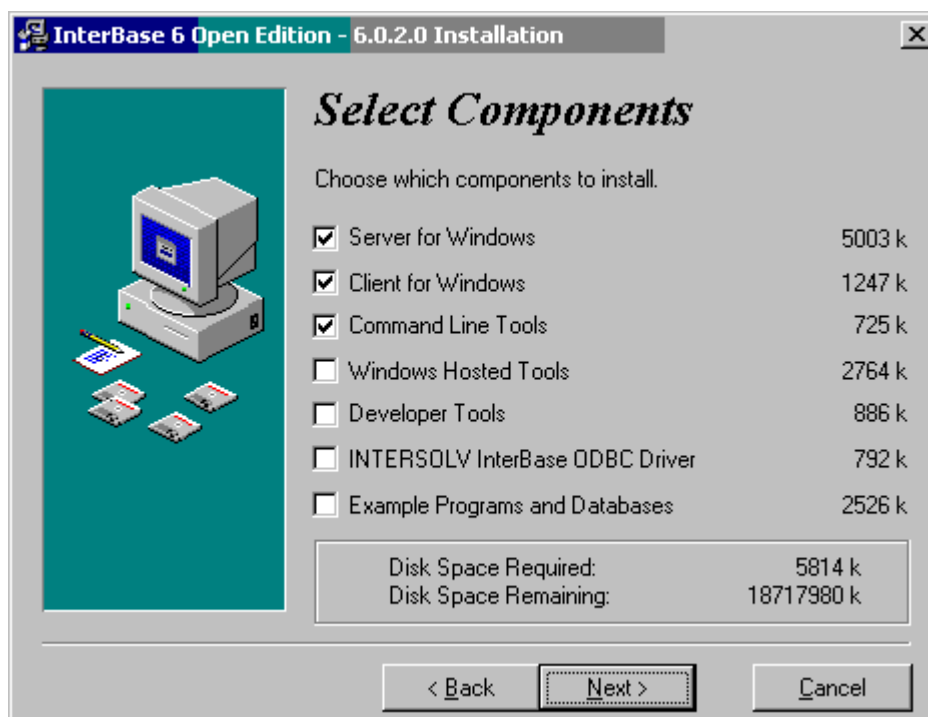 InterBase 6 Open Edition - 6.0.2.0 Installation
Select Components
Choose which components to install.
Server for Windows 5003 k
Client for Windows 1247 k
Command Line Tools 725 k
Windows Hosted Tools 2764 k
Developer Tools 886 k
INTERSOLV InterBase ODBC Driver 792 k
Example Programs and Databases 2526 k
Disk Space Required: 5814 k
Disk Space Remaining: 18717980 k
< Back Next > Cancel